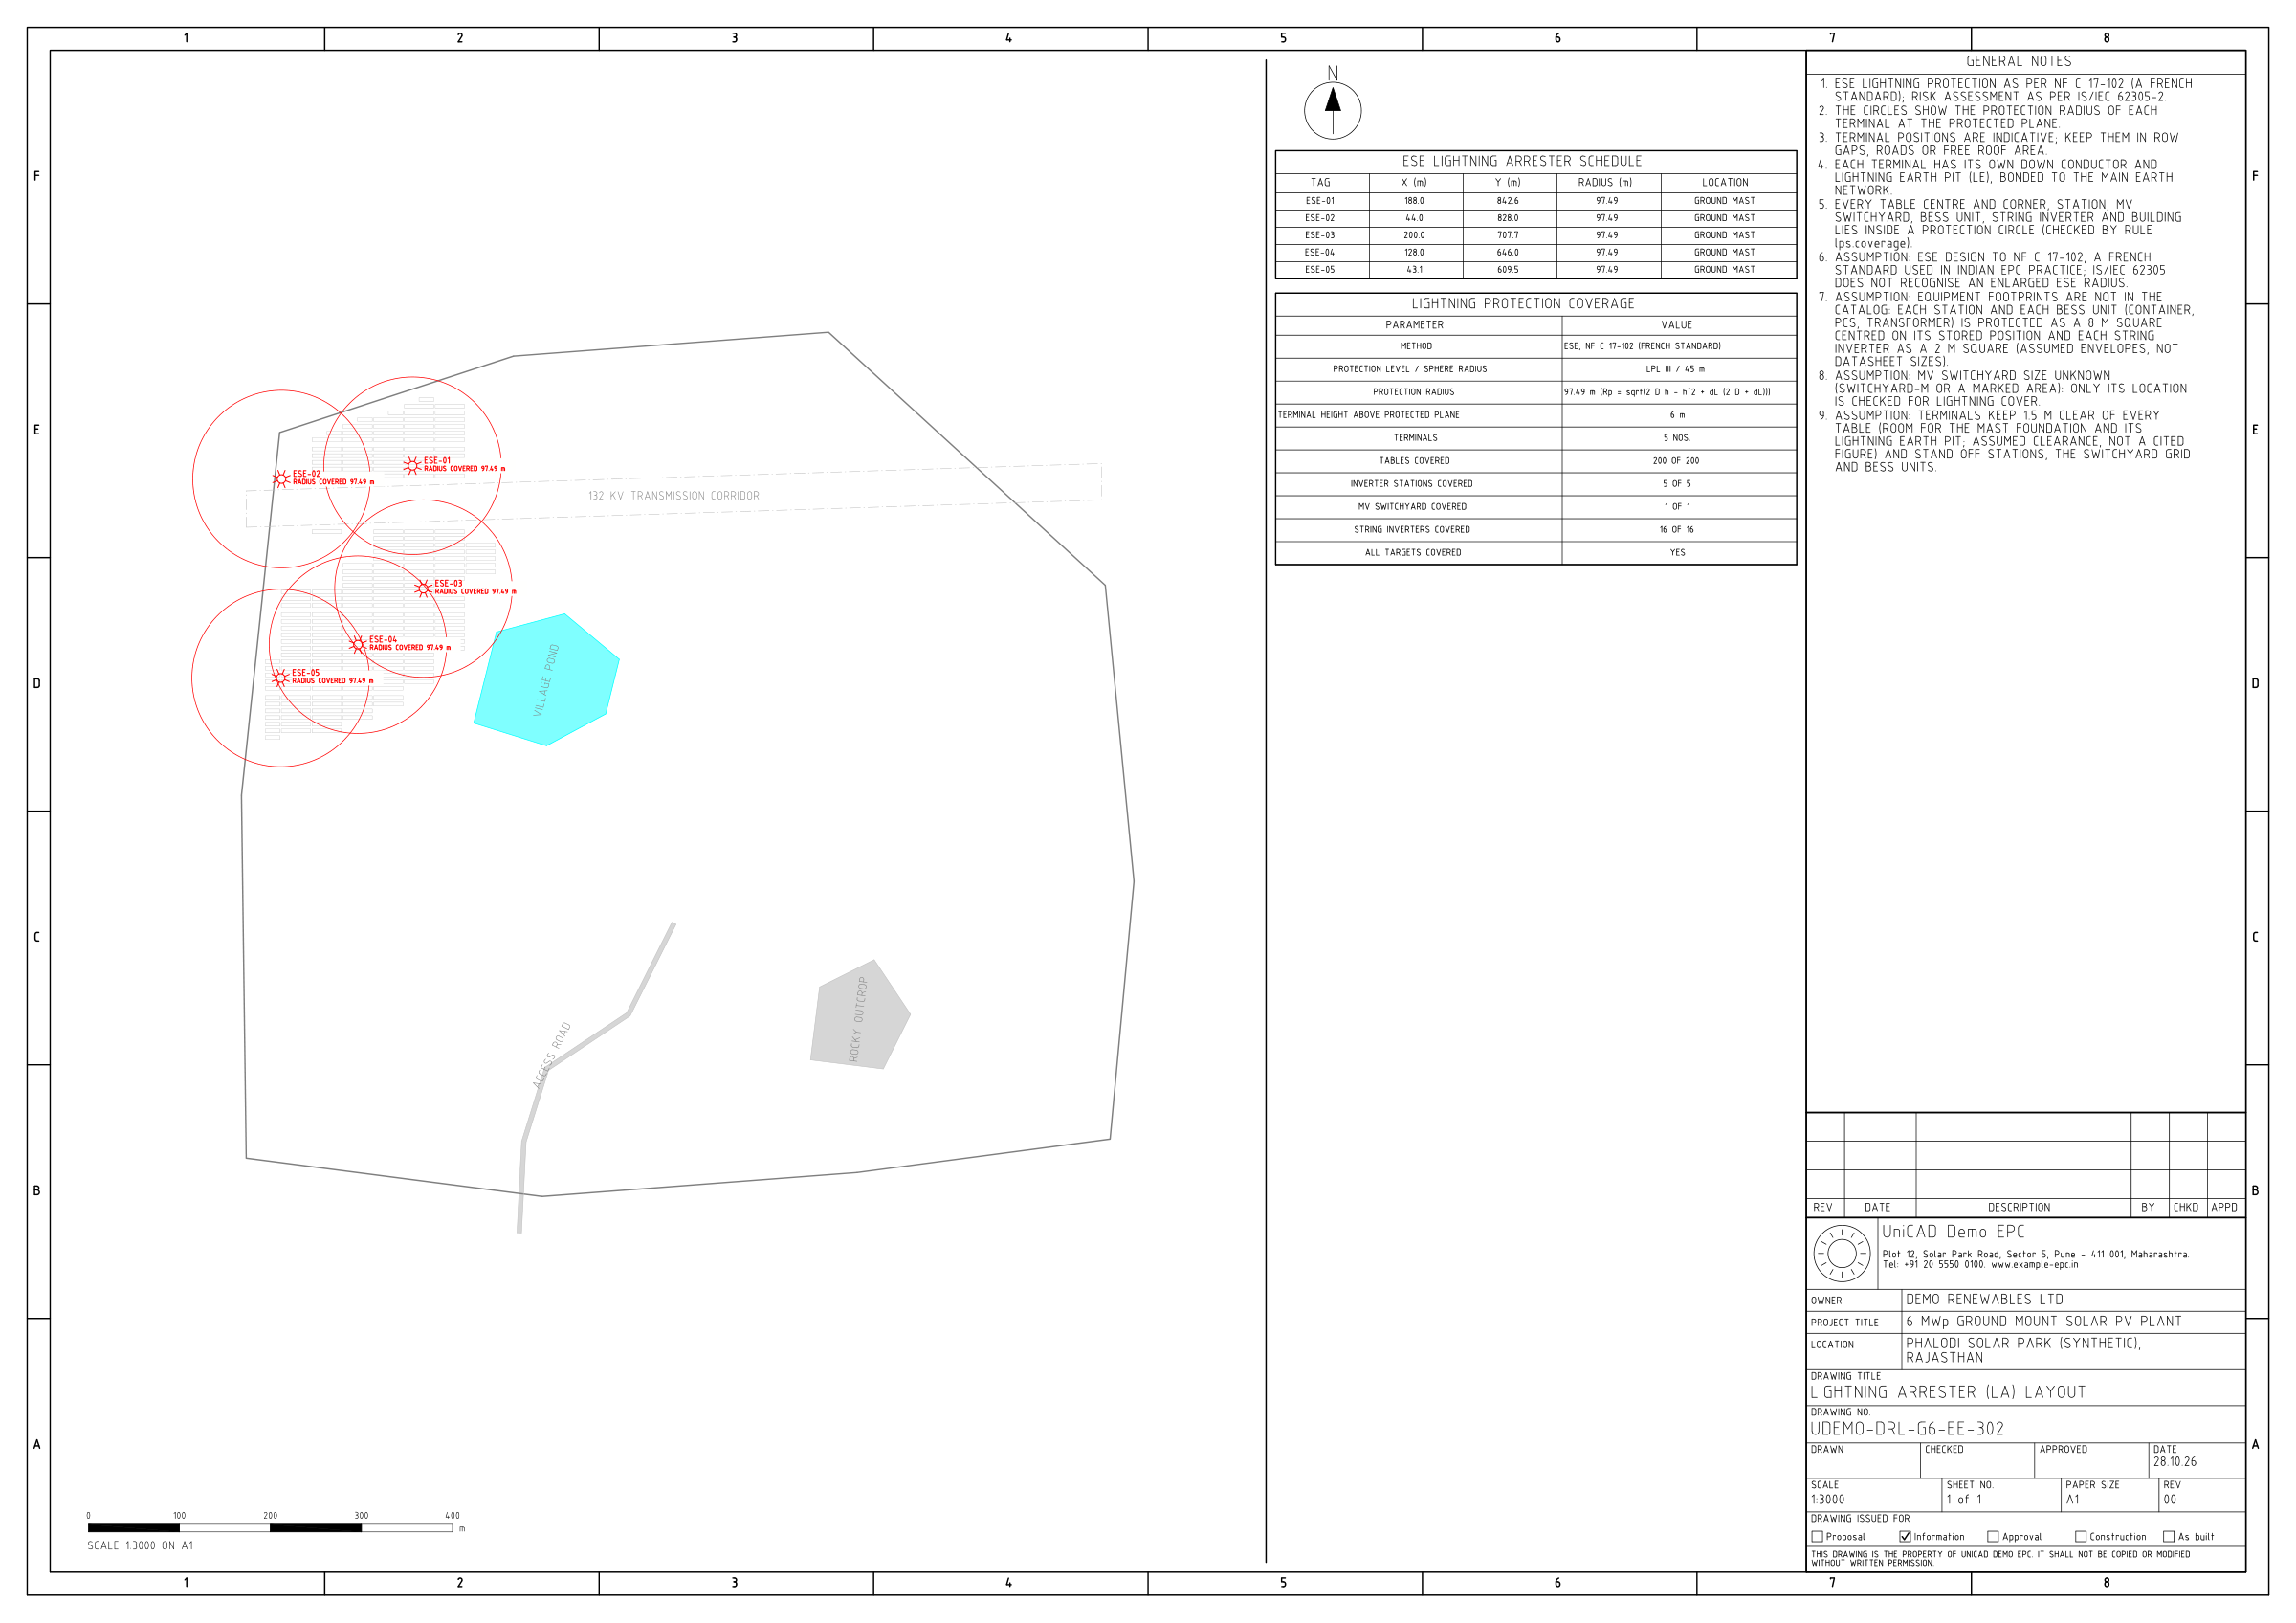 1 2 3 4 5 6 7 8
F
E
D
C
B
A
F
E
D
C
B
A
1 2 3 4 5 6 7 8
ESE-01
RADIUS COVERED 97.49 m
ESE-02
RADIUS COVERED 97.49 m
132 KV TRANSMISSION CORRIDOR
ESE-03
RADIUS COVERED 97.49 m
ESE-04
RADIUS COVERED 97.49 m
ESE-05
RADIUS COVERED 97.49 m
VILLAGE POND
ROCKY OUTCROP
ACCESS ROAD
0 100 200 300 400
m
SCALE 1:3000 ON A1
N
ESE LIGHTNING ARRESTER SCHEDULE
TAG X (m) Y (m) RADIUS (m) LOCATION
ESE-01 188.0 842.6 97.49 GROUND MAST
ESE-02 44.0 828.0 97.49 GROUND MAST
ESE-03 200.0 707.7 97.49 GROUND MAST
ESE-04 128.0 646.0 97.49 GROUND MAST
ESE-05 43.1 609.5 97.49 GROUND MAST
LIGHTNING PROTECTION COVERAGE
PARAMETER VALUE
METHOD ESE, NF C 17-102 (FRENCH STANDARD)
PROTECTION LEVEL / SPHERE RADIUS LPL III / 45 m
PROTECTION RADIUS 97.49 m (Rp = sqrt(2 D h - h^2 + dL (2 D + dL)))
TERMINAL HEIGHT ABOVE PROTECTED PLANE 6 m
TERMINALS 5 NOS.
TABLES COVERED 200 OF 200
INVERTER STATIONS COVERED 5 OF 5
MV SWITCHYARD COVERED 1 OF 1
STRING INVERTERS COVERED 16 OF 16
ALL TARGETS COVERED YES
GENERAL NOTES
1. ESE LIGHTNING PROTECTION AS PER NF C 17-102 (A FRENCH
STANDARD); RISK ASSESSMENT AS PER IS/IEC 62305-2.
2. THE CIRCLES SHOW THE PROTECTION RADIUS OF EACH
TERMINAL AT THE PROTECTED PLANE.
3. TERMINAL POSITIONS ARE INDICATIVE; KEEP THEM IN ROW
GAPS, ROADS OR FREE ROOF AREA.
4. EACH TERMINAL HAS ITS OWN DOWN CONDUCTOR AND
LIGHTNING EARTH PIT (LE), BONDED TO THE MAIN EARTH
NETWORK.
5. EVERY TABLE CENTRE AND CORNER, STATION, MV
SWITCHYARD, BESS UNIT, STRING INVERTER AND BUILDING
LIES INSIDE A PROTECTION CIRCLE (CHECKED BY RULE
lps.coverage).
6. ASSUMPTION: ESE DESIGN TO NF C 17-102, A FRENCH
STANDARD USED IN INDIAN EPC PRACTICE; IS/IEC 62305
DOES NOT RECOGNISE AN ENLARGED ESE RADIUS.
7. ASSUMPTION: EQUIPMENT FOOTPRINTS ARE NOT IN THE
CATALOG: EACH STATION AND EACH BESS UNIT (CONTAINER,
PCS, TRANSFORMER) IS PROTECTED AS A 8 M SQUARE
CENTRED ON ITS STORED POSITION AND EACH STRING
INVERTER AS A 2 M SQUARE (ASSUMED ENVELOPES, NOT
DATASHEET SIZES).
8. ASSUMPTION: MV SWITCHYARD SIZE UNKNOWN
(SWITCHYARD-M OR A MARKED AREA): ONLY ITS LOCATION
IS CHECKED FOR LIGHTNING COVER.
9. ASSUMPTION: TERMINALS KEEP 1.5 M CLEAR OF EVERY
TABLE (ROOM FOR THE MAST FOUNDATION AND ITS
LIGHTNING EARTH PIT; ASSUMED CLEARANCE, NOT A CITED
FIGURE) AND STAND OFF STATIONS, THE SWITCHYARD GRID
AND BESS UNITS.
REV DATE DESCRIPTION BY CHKD APPD
UniCAD Demo EPC
Plot 12, Solar Park Road, Sector 5, Pune - 411 001, Maharashtra.
Tel: +91 20 5550 0100. www.example-epc.in
OWNER DEMO RENEWABLES LTD
PROJECT TITLE 6 MWp GROUND MOUNT SOLAR PV PLANT
LOCATION PHALODI SOLAR PARK (SYNTHETIC),
RAJASTHAN
DRAWING TITLE
LIGHTNING ARRESTER (LA) LAYOUT
DRAWING NO.
UDEMO-DRL-G6-EE-302
DRAWN CHECKED APPROVED DATE
28.10.26
SCALE SHEET NO. PAPER SIZE REV
1:3000 1 of 1 A1 00
DRAWING ISSUED FOR
Proposal Information Approval Construction As built
THIS DRAWING IS THE PROPERTY OF UNICAD DEMO EPC. IT SHALL NOT BE COPIED OR MODIFIED
WITHOUT WRITTEN PERMISSION.